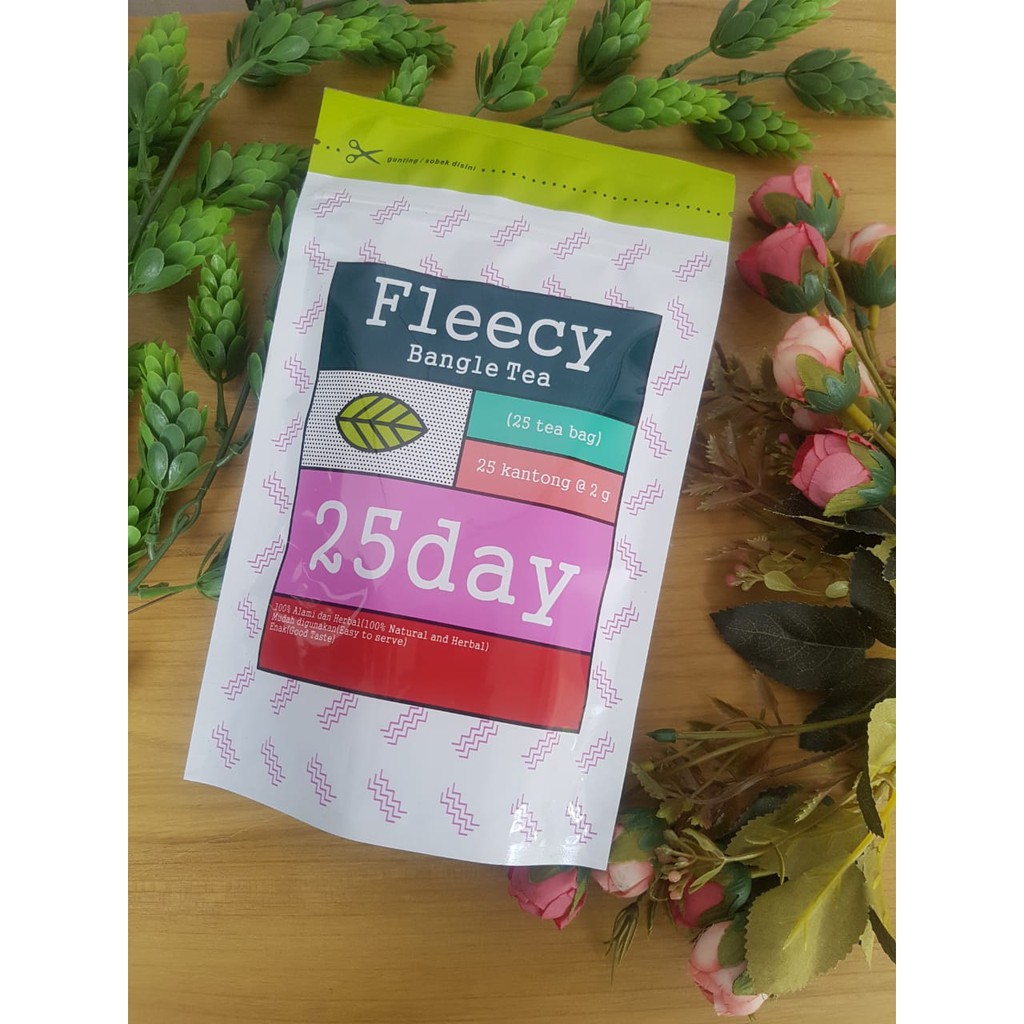 gunting / sobek disini
Fleecy
Bangle Tea
(25 tea bag)
25 kantong @ 2 g
25day
100% Alami dan Herbal(100% Natural and Herbal)
Mudah digunakan(Easy to serve)
Enak(Good Taste)